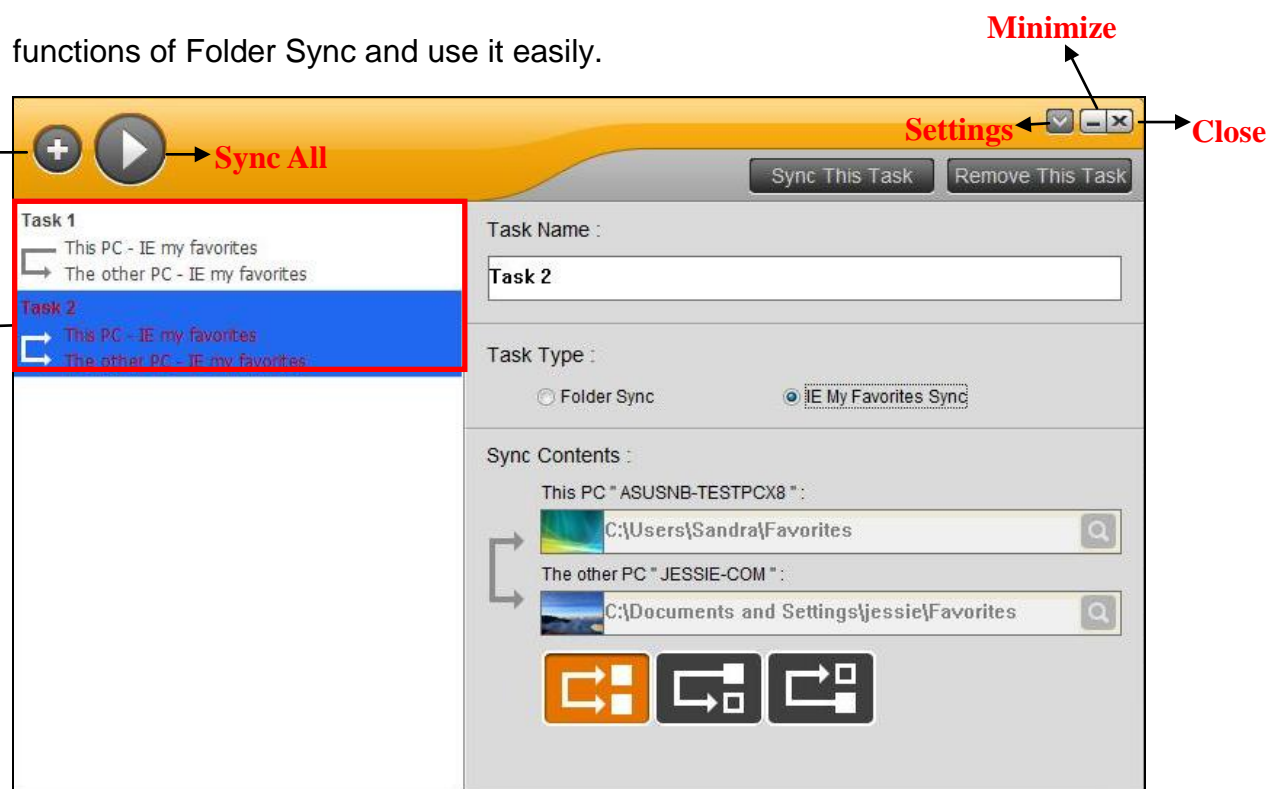 Minimize
functions of Folder Sync and use it easily.
Settings
Close
Sync All
Sync This Task
Remove This Task
Task 1
This PC - IE my favorites
The other PC - IE my favorites
Task 2
This PC - IE my favorites
The other PC - IE my favorites
Task Name :
Task 2
Task Type :
Folder Sync
IE My Favorites Sync
Sync Contents :
This PC " ASUSNB-TESTPCX8 " :
C:\Users\Sandra\Favorites
The other PC " JESSIE-COM " :
C:\Documents and Settings\jessie\Favorites